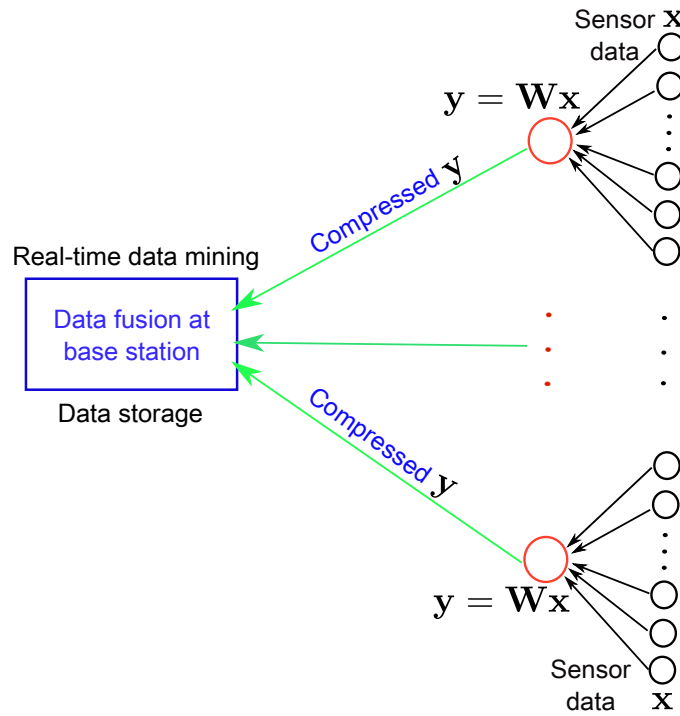 Sensor x
data
y = Wx
Compressed y
Real-time data mining
Data fusion at
base station
Data storage
Compressed y
y = Wx
Sensor
data x